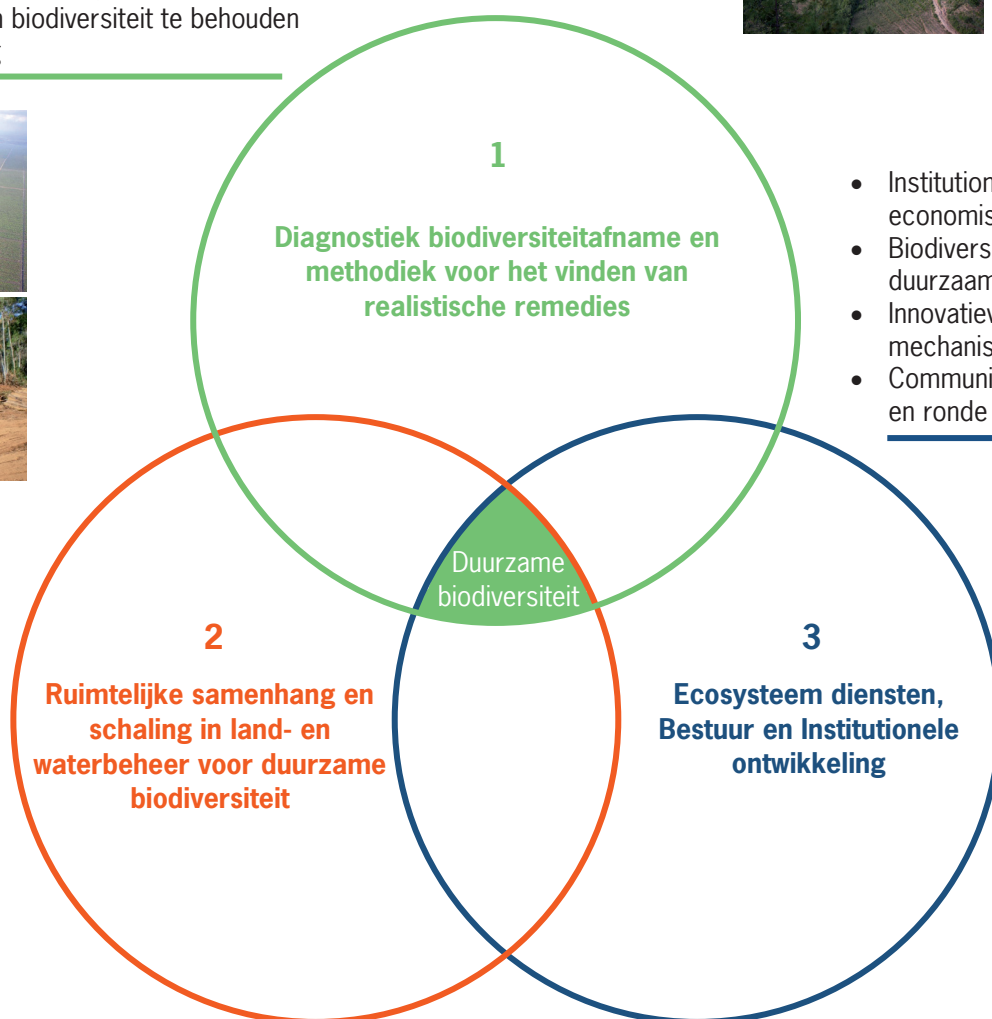 biodiversiteit te behouden
1
Diagnostiek biodiversiteitafname en
methodiek voor het vinden van
realistische remedies
• Institution
economis
• Biodivers
duurzaam
• Innovatiev
mechanis
• Communi
en ronde
Duurzame
biodiversiteit
2
Ruimtelijke samenhang en
schaling in land- en
waterbeheer voor duurzame
biodiversiteit
3
Ecosysteem diensten,
Bestuur en Institutionele
ontwikkeling